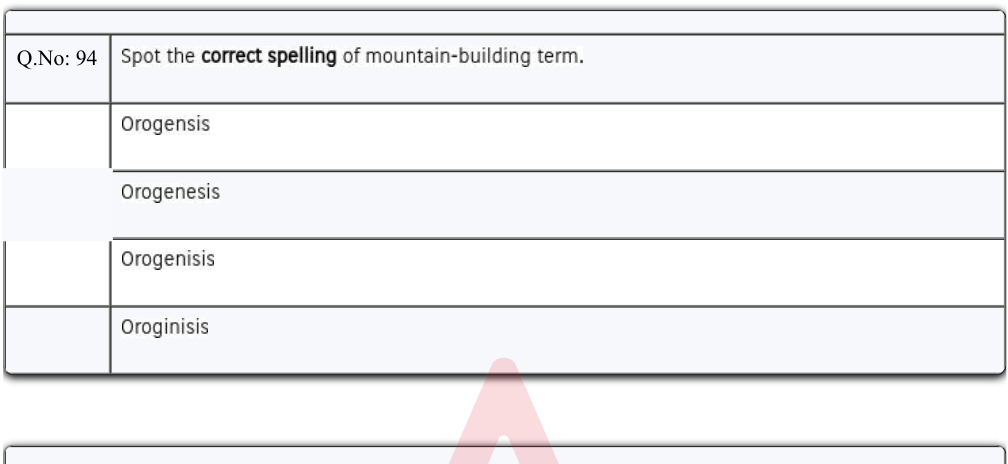 Q.No: 94 Spot the correct spelling of mountain-building term.
Orogensis
Orogenesis
Orogenisis
Oroginisis